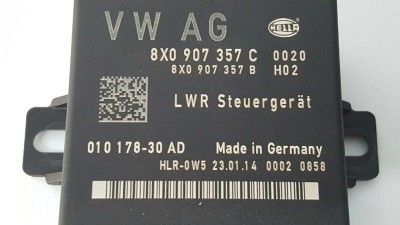 VW AG HELLA
8X0 907 357 C 0020
8X0 907 357 B H02
LWR Steuergerät
010 178-30 AD Made in Germany
HLR-0W5 23.01.14 0002 0858